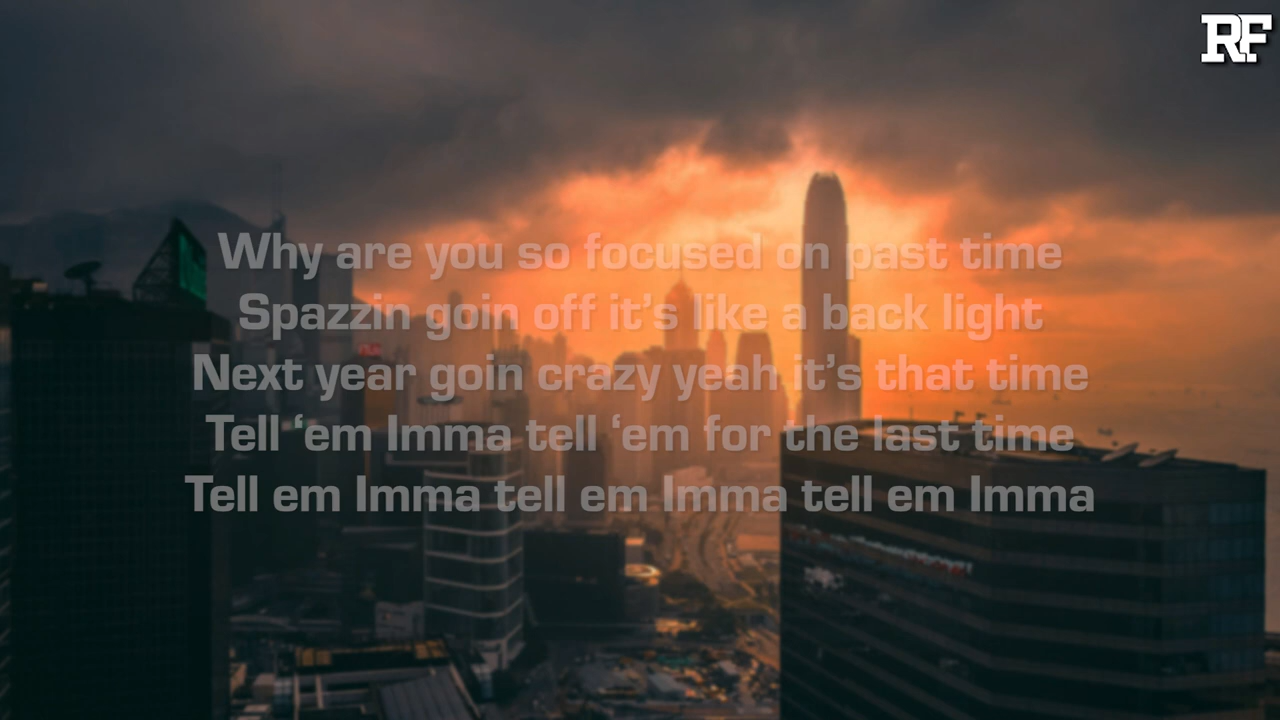 RF
Why are you so focused on past time
Spazzin goin off it's like a back light
Next year goin crazy yeah it's that time
Tell ‘em Imma tell ‘em for the last time
Tell em Imma tell em Imma tell em Imma